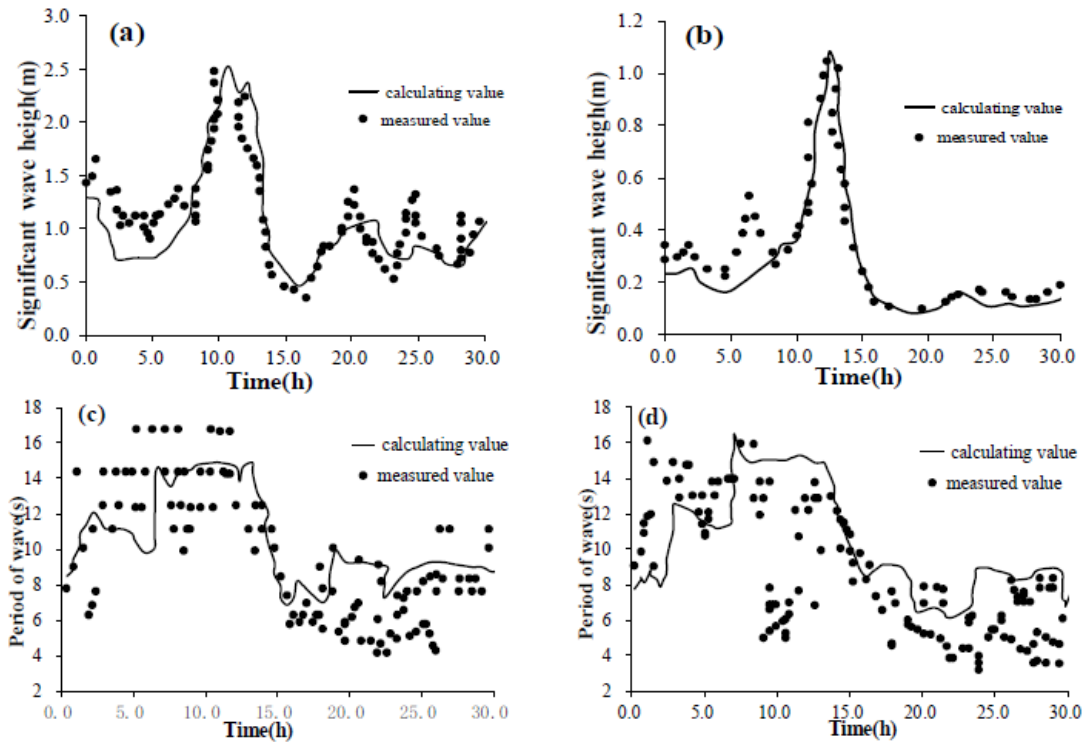 (a)
Significant wave heigh(m)
3.0
2.5
2.0
1.5
1.0
0.5
0.0
calculating value
measured value
0.0 5.0 10.0 15.0 20.0 25.0 30.0
Time(h)
(b)
Significant wave heigh(m)
1.2
1.0
0.8
0.6
0.4
0.2
0.0
calculating value
measured value
0.0 5.0 10.0 15.0 20.0 25.0 30.0
Time(h)
(c)
Period of wave(s)
18
16
14
12
10
8
6
4
2
calculating value
measured value
0.0 5.0 10.0 15.0 20.0 25.0 30.0
Time(h)
(d)
Period of wave(s)
18
16
14
12
10
8
6
4
2
calculating value
measured value
0.0 5.0 10.0 15.0 20.0 25.0 30.0
Time(h)